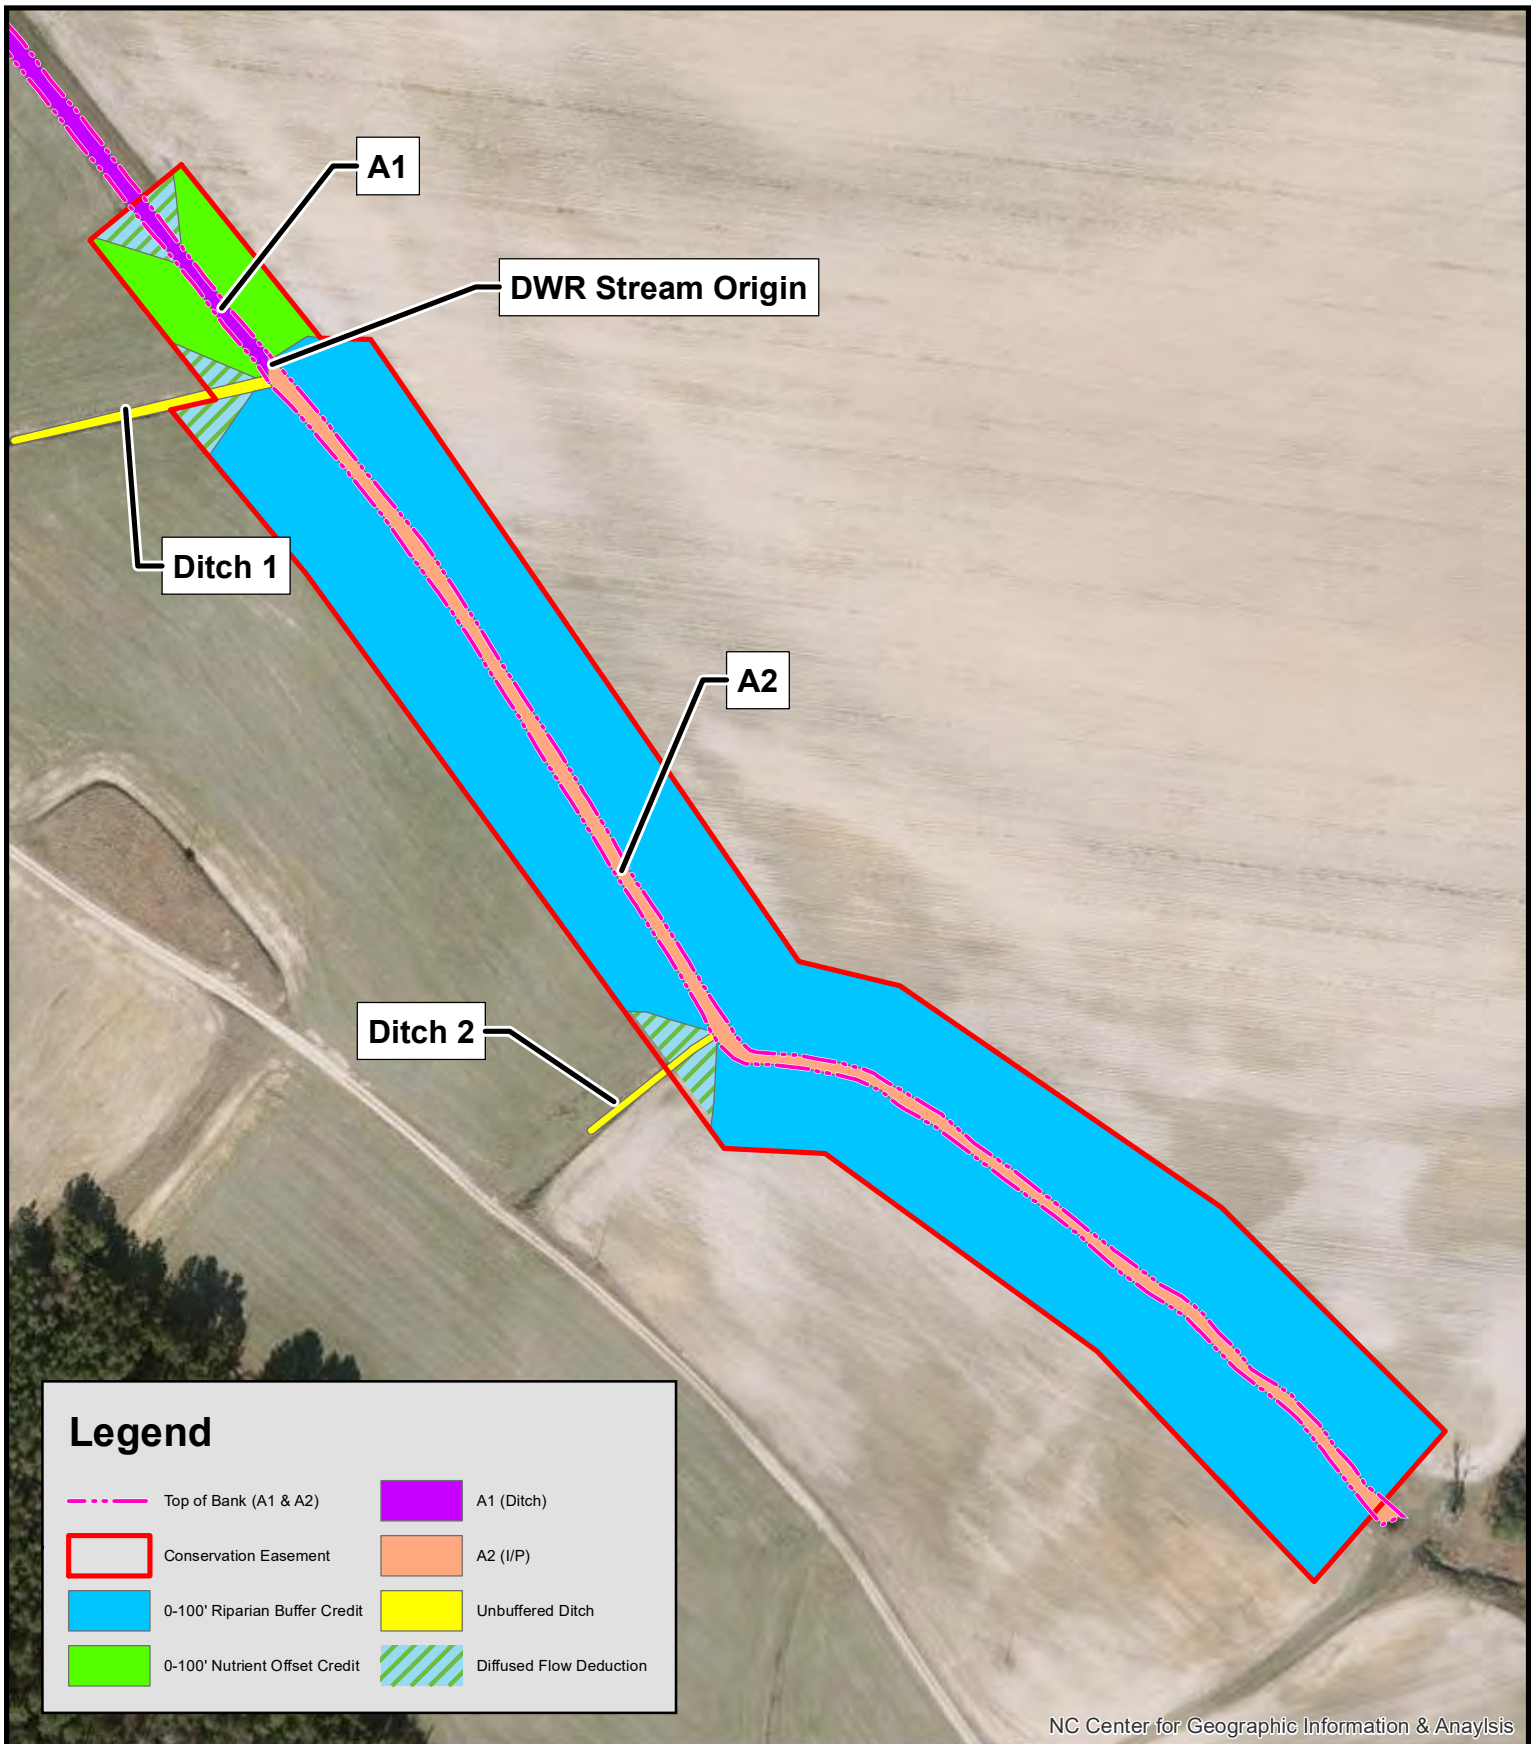 A1
DWR Stream Origin
Ditch 1
A2
Ditch 2
Legend
Top of Bank (A1 & A2)
A1 (Ditch)
Conservation Easement
A2 (I/P)
0-100' Riparian Buffer Credit
Unbuffered Ditch
0-100' Nutrient Offset Credit
Diffused Flow Deduction
NC Center for Geographic Information & Anaylsis